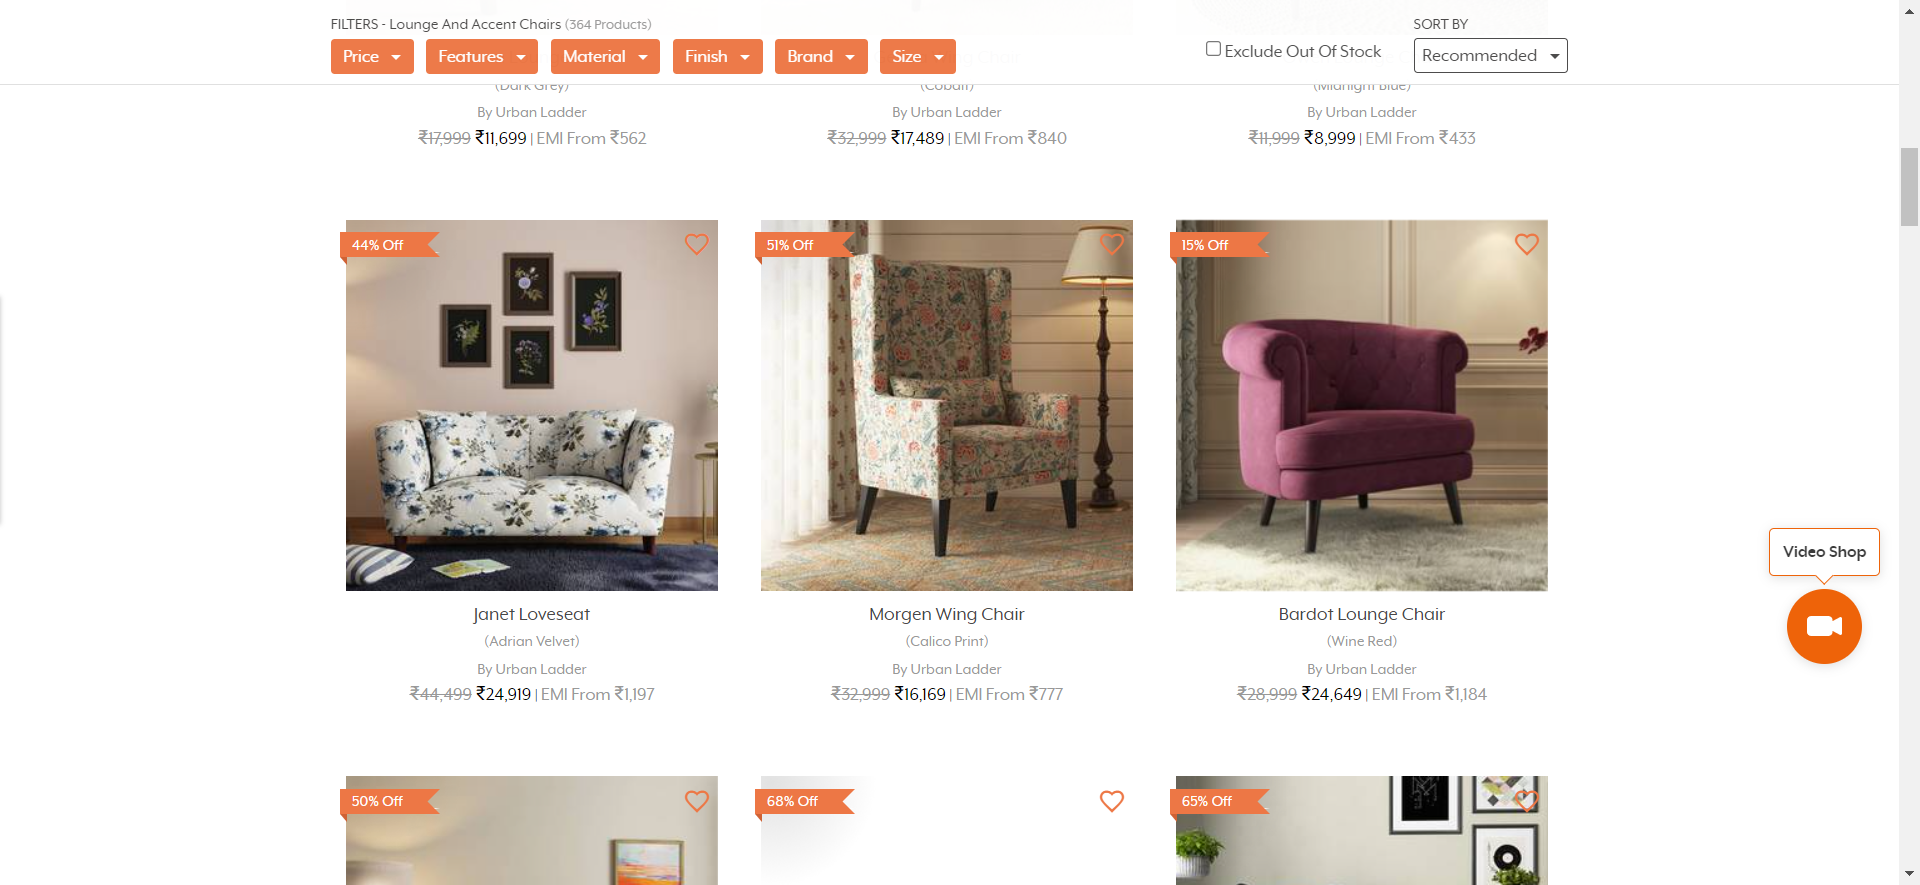 FILTERS - Lounge And Accent Chairs (364 Products)
SORT BY
Price
Features
Material
Finish
Brand
Size
Exclude Out Of Stock
Recommended
(Dark Grey)
(Cobalt)
(Midnight Blue)
By Urban Ladder
By Urban Ladder
By Urban Ladder
₹17,999 ₹11,699 | EMI From ₹562
₹32,999 ₹17,489 | EMI From ₹840
₹11,999 ₹8,999 | EMI From ₹433
44% Off
51% Off
15% Off
Video Shop
Janet Loveseat
Morgen Wing Chair
Bardot Lounge Chair
(Adrian Velvet)
(Calico Print)
(Wine Red)
By Urban Ladder
By Urban Ladder
By Urban Ladder
₹44,499 ₹24,919 | EMI From ₹1,197
₹32,999 ₹16,169 | EMI From ₹777
₹28,999 ₹24,649 | EMI From ₹1,184
50% Off
68% Off
65% Off